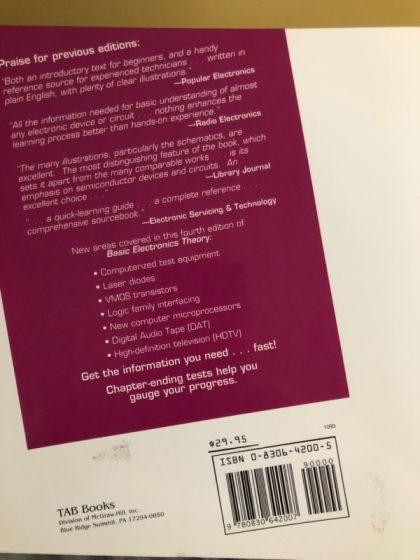 Praise for previous editions:
"Both an introductory text for beginners, and a handy
reference source for experienced technicians . . . written in
plain English, with plenty of clear illustrations."
—Popular Electronics
"All the information needed for basic understanding of almost
any electronic device or circuit . . . nothing enhances the
learning process better than hands-on experience."
—Radio Electronics
"The many illustrations, particularly the schematics, are
excellent. The most distinguishing feature of the book, which
sets it apart from the many comparable works . . . is its
emphasis on semiconductor devices and circuits. An
excellent choice . . ."
—Library Journal
". . . a quick-learning guide . . . a complete reference . . .
comprehensive sourcebook."
—Electronic Servicing & Technology
New areas covered in this fourth edition of
Basic Electronics Theory:
• Computerized test equipment
• Laser diodes
• VMOS transistors
• Logic family interfacing
• New computer microprocessors
• Digital Audio Tape (DAT)
• High-definition television (HDTV)
Get the information you need . . . fast!
Chapter-ending tests help you
gauge your progress.
1093
$29.95
ISBN 0-8306-4200-5
90000
9 780830 642007
TAB Books
Division of McGraw-Hill, Inc.
Blue Ridge Summit, PA 17294-0850